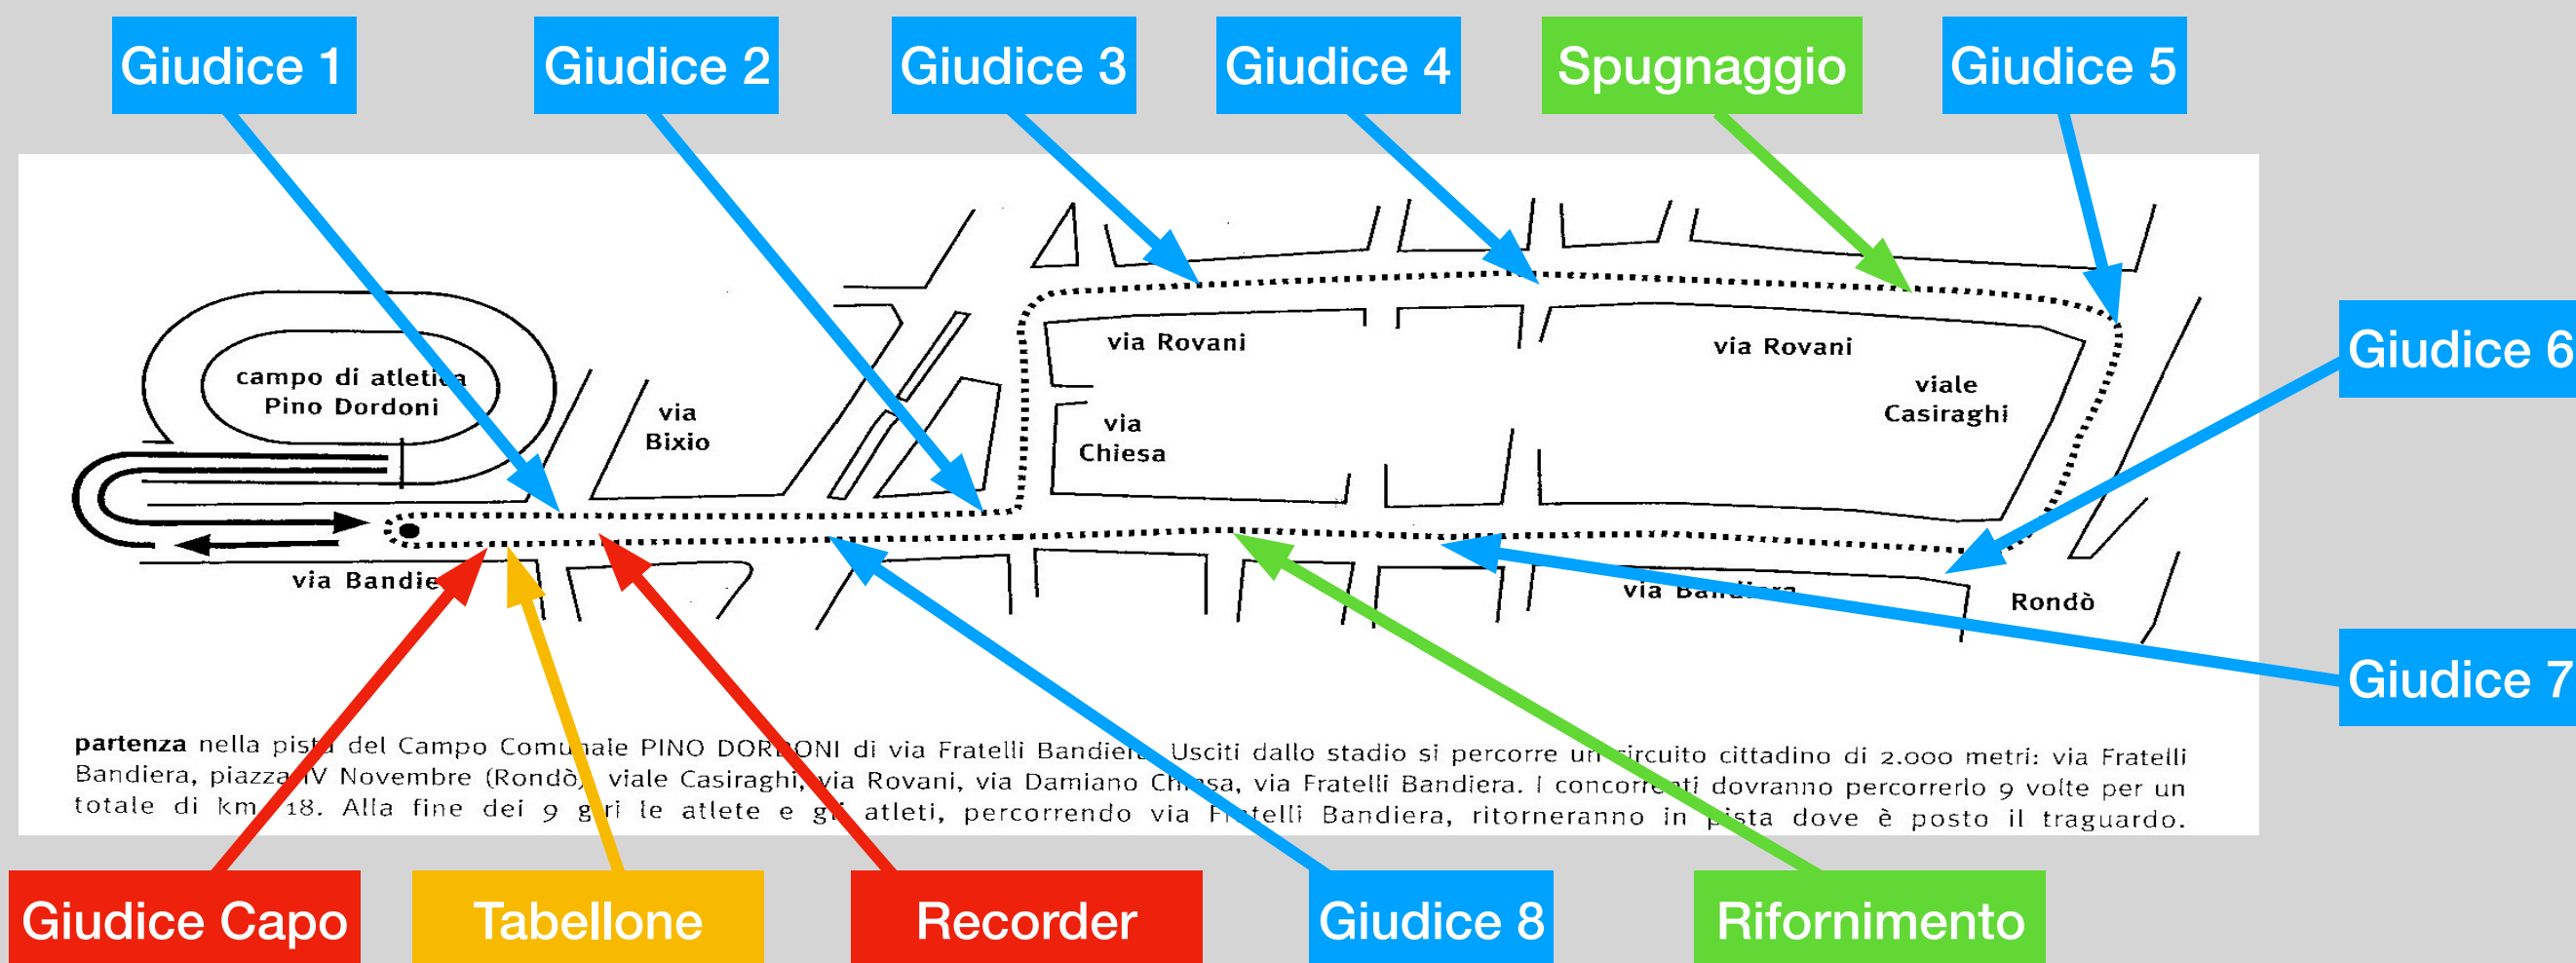 Giudice 1
Giudice 2
Giudice 3
Giudice 4
Spugnaggio
Giudice 5
Giudice 6
Giudice 7
campo di atletica
Pino Dordoni
via
Bixio
via Rovani
via
Chiesa
via Rovani
viale
Casiraghi
via Bandie
via Bandiera
Rondò
partenza nella pista del Campo Comunale PINO DORDONI di via Fratelli Bandiera. Usciti dallo stadio si percorre un circuito cittadino di 2.000 metri: via Fratelli
Bandiera, piazza IV Novembre (Rondò), viale Casiraghi, via Rovani, via Damiano Chiesa, via Fratelli Bandiera. I concorrenti dovranno percorrerlo 9 volte per un
totale di km 18. Alla fine dei 9 giri le atlete e gli atleti, percorrendo via Fratelli Bandiera, ritorneranno in pista dove è posto il traguardo.
Giudice Capo
Tabellone
Recorder
Giudice 8
Rifornimento